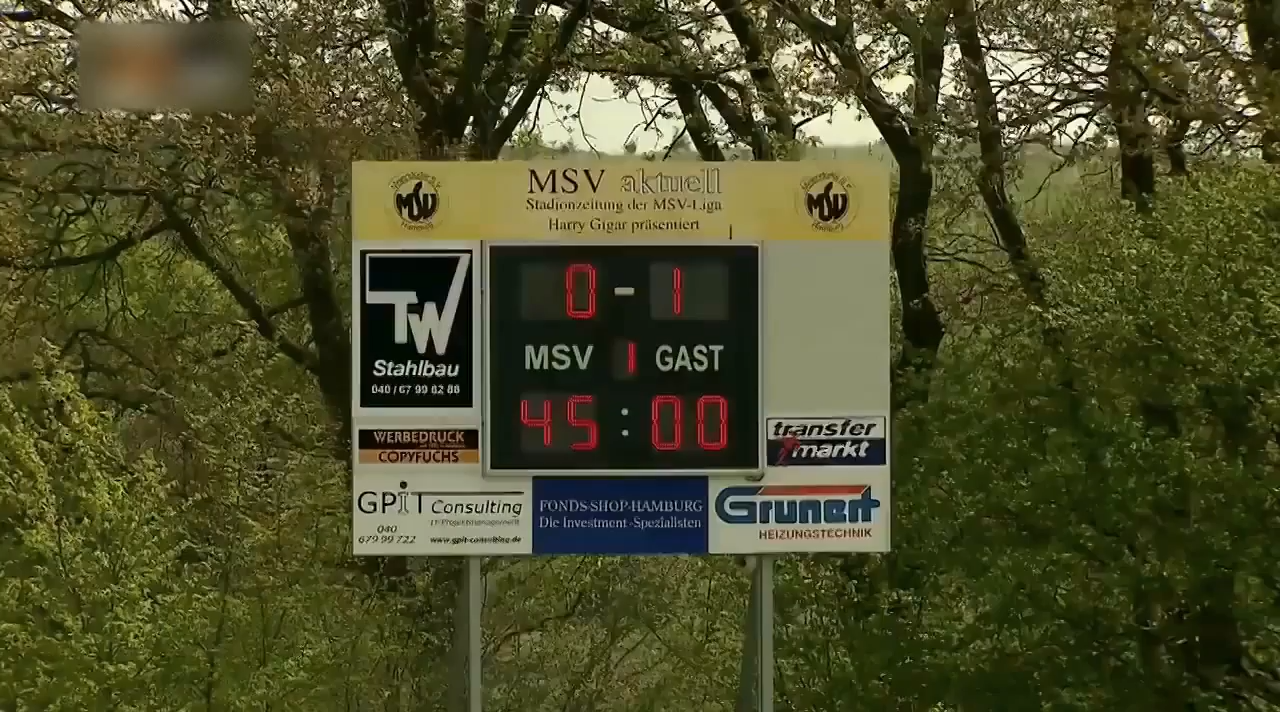 MSV aktuell
Stadionzeitung der MSV-Liga
Harry Gigar präsentiert
MSV
MSV
TW
Stahlbau
040 / 67 99 82 88
0 - 1
MSV 1 GAST
45 : 00
WERBEDRUCK
COPYFUCHS
transfer
markt
GPiT Consulting
IT-Projektmanagement
040
679 99 722
www.gpit-consulting.de
FONDS-SHOP-HAMBURG
Die Investment-Spezialisten
Grunert
HEIZUNGSTECHNIK